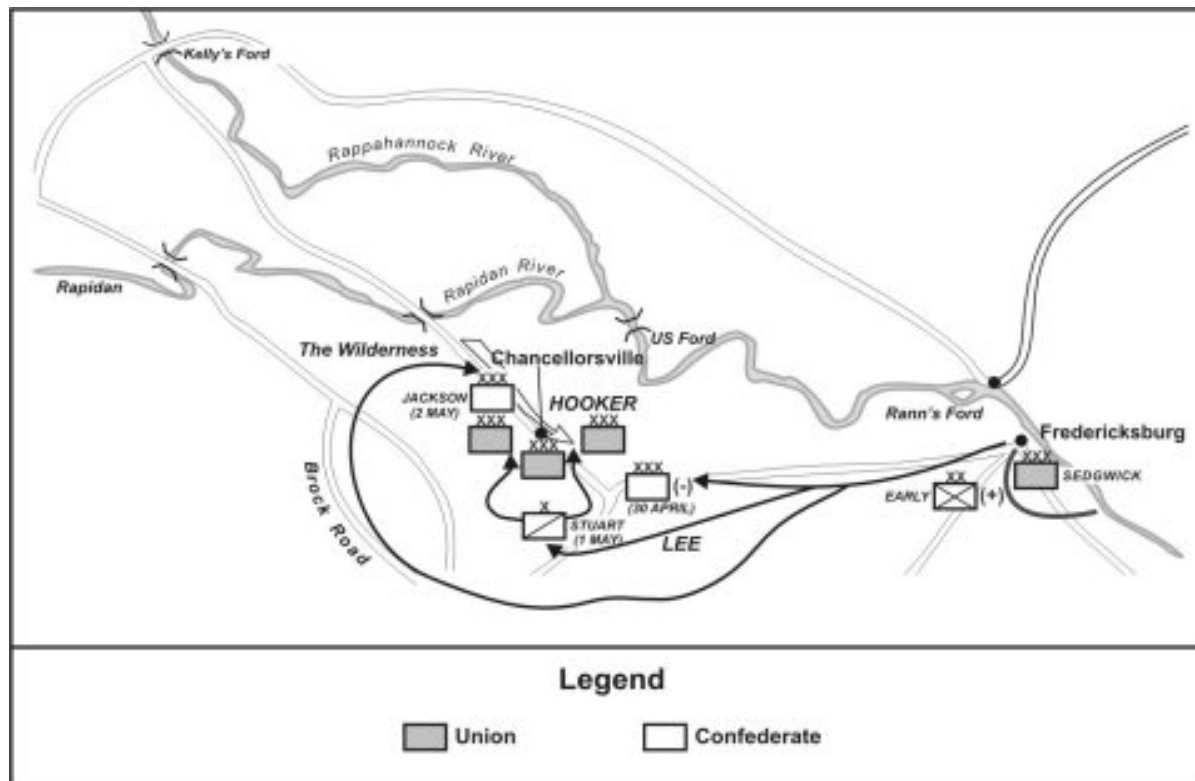 Kelly's Ford
Rappahannock River
Rapidan River
Rapidan
US Ford
The Wilderness
Chancellorsville
XXX
JACKSON
(2 MAY)
HOOKER
XXX
XXX
XXX
Rann's Ford
Fredericksburg
XXX
SEDGWICK
XX
EARLY
(+)
XXX
(-)
(30 APRIL)
X
STUART
(1 MAY)
LEE
Brock Road
Legend
Union
Confederate